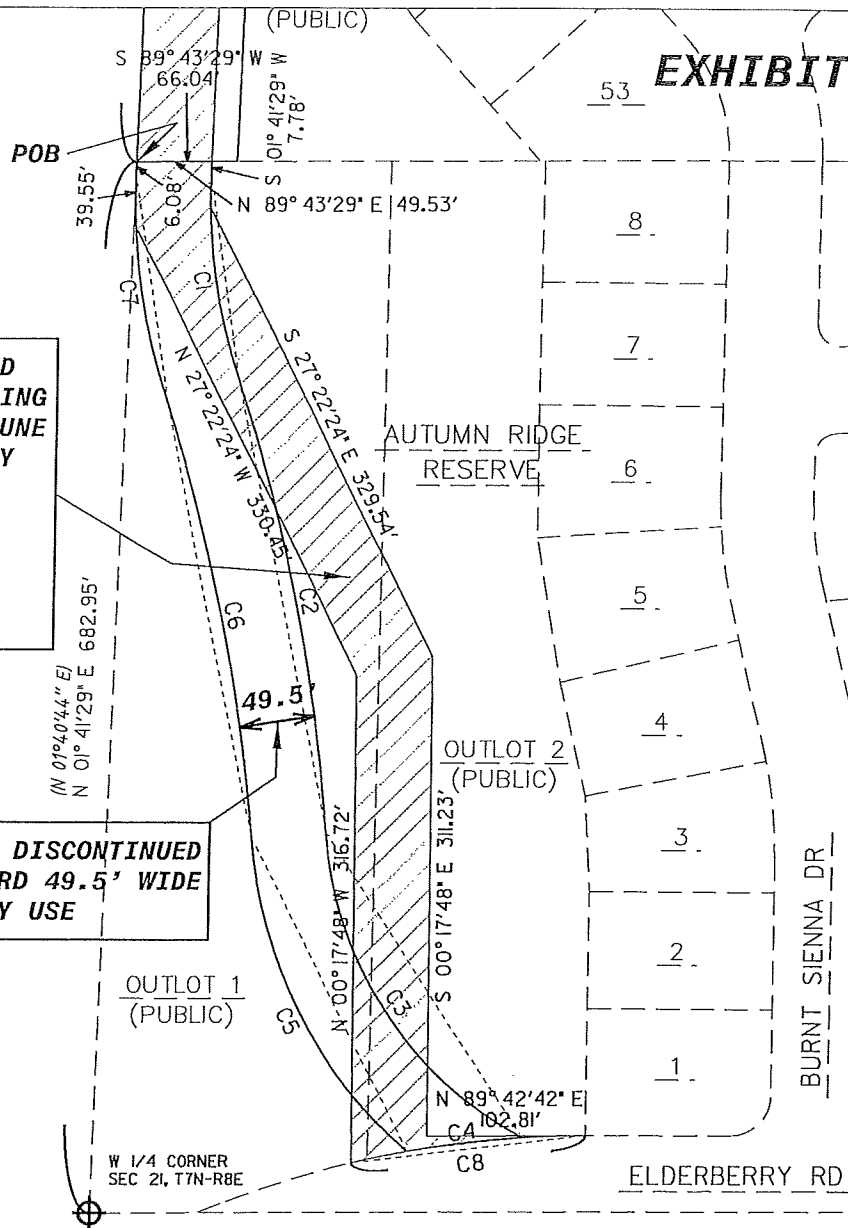 (PUBLIC)
EXHIBIT
S 89° 43'29" W
66.04'
S 01° 41'29" W
7.78'
53
POB
39.55'
6.08'
N 89° 43'29" E 49.53'
8
C7
C1
7
ING
UNE
Y
N 27° 22'24" W 330.45'
S 27° 22'24" E 329.54'
AUTUMN RIDGE
RESERVE
6
5
C6
C2
(N 01°40'44" E)
N 01° 41'29" E 682.95'
49.5'
4
OUTLOT 2
(PUBLIC)
DISCONTINUED
RD 49.5' WIDE
Y USE
N 00° 17'48" W 316.72'
S 00° 17'48" E 311.23'
3
BURNT SIENNA DR
2
OUTLOT 1
(PUBLIC)
C5
C3
1
N 89° 42'42" E
102.81'
C4
C8
W 1/4 CORNER
SEC 21, T7N-R8E
ELDERBERRY RD